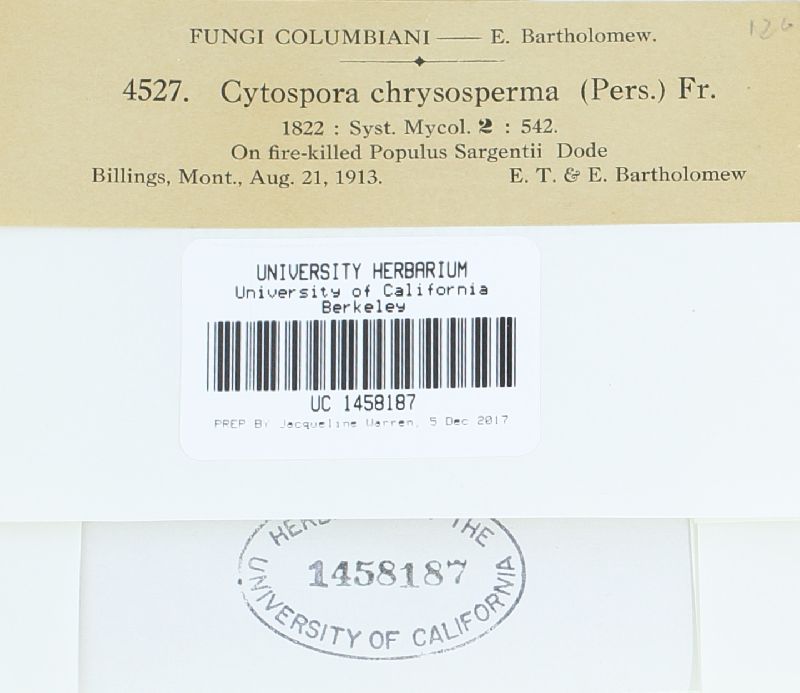 126
FUNGI COLUMBIANI — E. Bartholomew.
4527. Cytospora chrysosperma (Pers.) Fr.
1822 : Syst. Mycol. 2 : 542.
On fire-killed Populus Sargentii Dode
Billings, Mont., Aug. 21, 1913. E. T. & E. Bartholomew
UNIVERSITY HERBARIUM
University of California
Berkeley
UC 1458187
PREP BY Jacqueline Warren, 5 Dec 2017
THE
1458187
UNIVERSITY OF CALIFORNIA